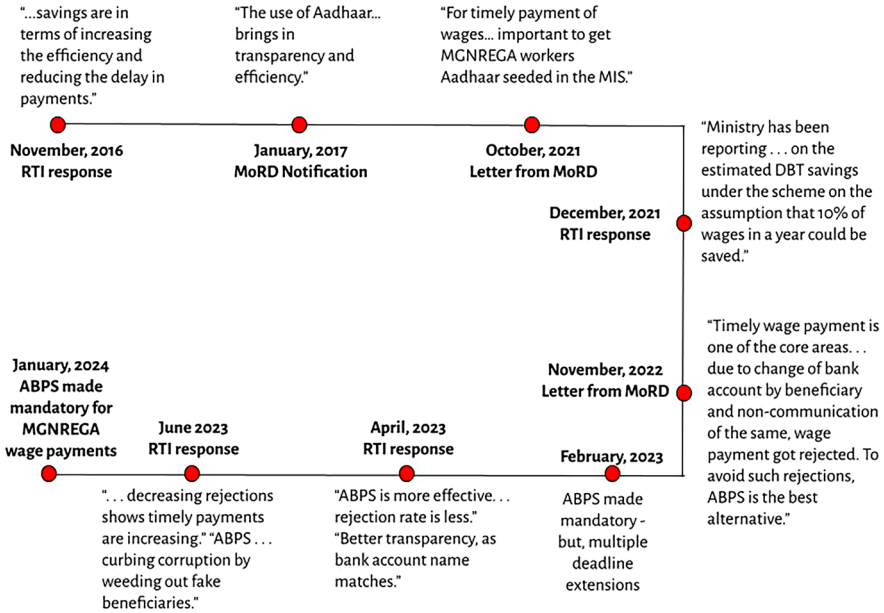 “...savings are in
terms of increasing
the efficiency and
reducing the delay in
payments.”
November, 2016
RTI response
“The use of Aadhaar...
brings in
transparency and
efficiency.”
January, 2017
MoRD Notification
“For timely payment of
wages... important to get
MGNREGA workers
Aadhaar seeded in the MIS.”
October, 2021
Letter from MoRD
December, 2021
RTI response
“Ministry has been
reporting . . . on the
estimated DBT savings
under the scheme on the
assumption that 10% of
wages in a year could be
saved.”
November, 2022
Letter from MoRD
“Timely wage payment is
one of the core areas. . .
due to change of bank
account by beneficiary
and non-communication
of the same, wage
payment got rejected. To
avoid such rejections,
ABPS is the best
alternative.”
February, 2023
ABPS made
mandatory -
but, multiple
deadline
extensions
April, 2023
RTI response
“ABPS is more effective. . .
rejection rate is less.”
“Better transparency, as
bank account name
matches.”
June 2023
RTI response
“. . . decreasing rejections
shows timely payments
are increasing.” “ABPS . . .
curbing corruption by
weeding out fake
beneficiaries.”
January, 2024
ABPS made
mandatory for
MGNREGA
wage payments